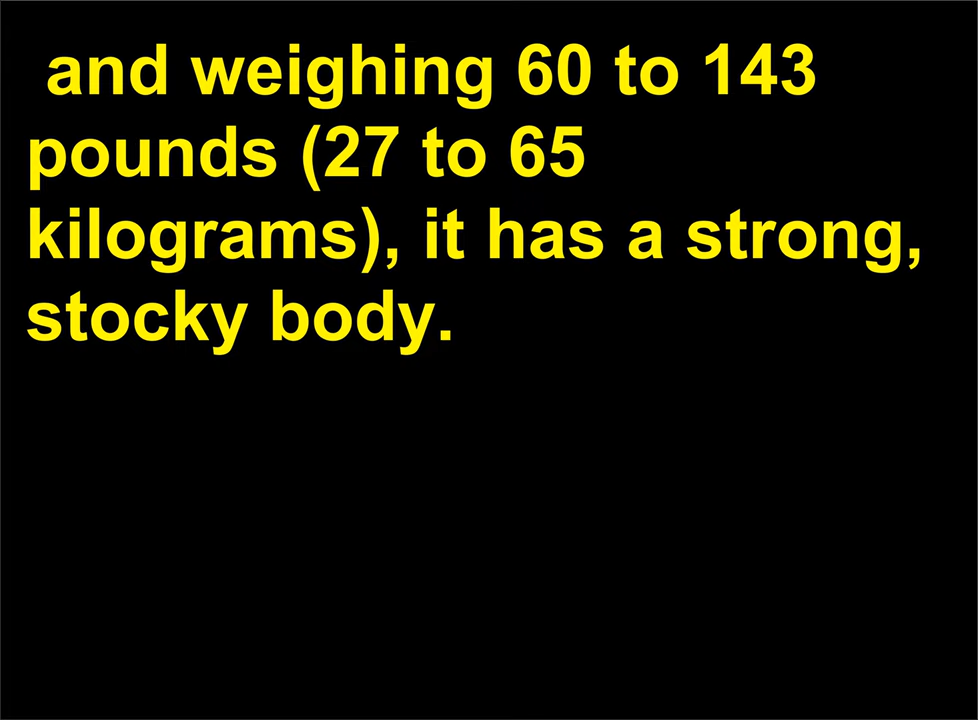 and weighing 60 to 143
pounds (27 to 65
kilograms), it has a strong,
stocky body.